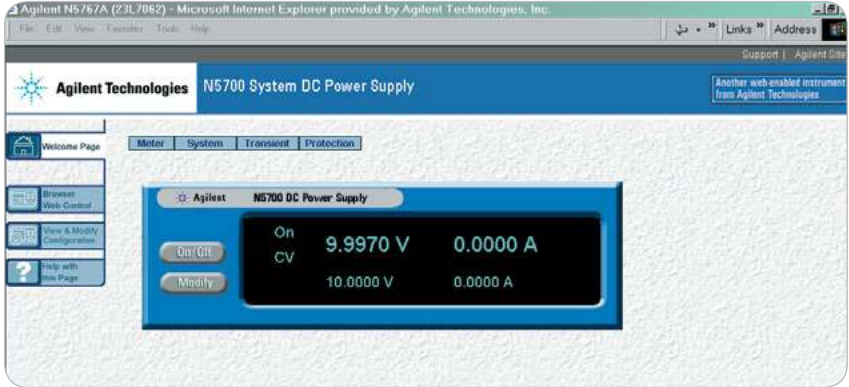 Agilent N5767A (23L7062) - Microsoft Internet Explorer provided by Agilent Technologies, Inc.
File Edit View Favorites Tools Help
Links Address
Support | Agilent Site
Agilent Technologies N5700 System DC Power Supply
Another web-enabled instrument
from Agilent Technologies
Welcome Page
Meter System Transient Protection
Browser
Web Control
View & Modify
Configuration
Help with
this Page
Agilent N5700 DC Power Supply
On/Off
Modify
On
CV
9.9970 V 0.0000 A
10.0000 V 0.0000 A